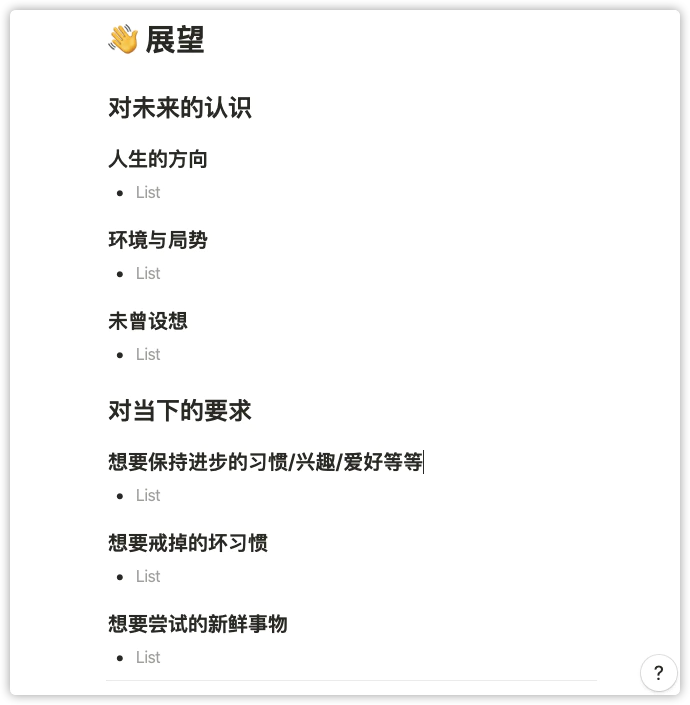 👋 展望
对未来的认识
人生的方向
• List
环境与局势
• List
未曾设想
• List
对当下的要求
想要保持进步的习惯/兴趣/爱好等等
• List
想要戒掉的坏习惯
• List
想要尝试的新鲜事物
• List
?